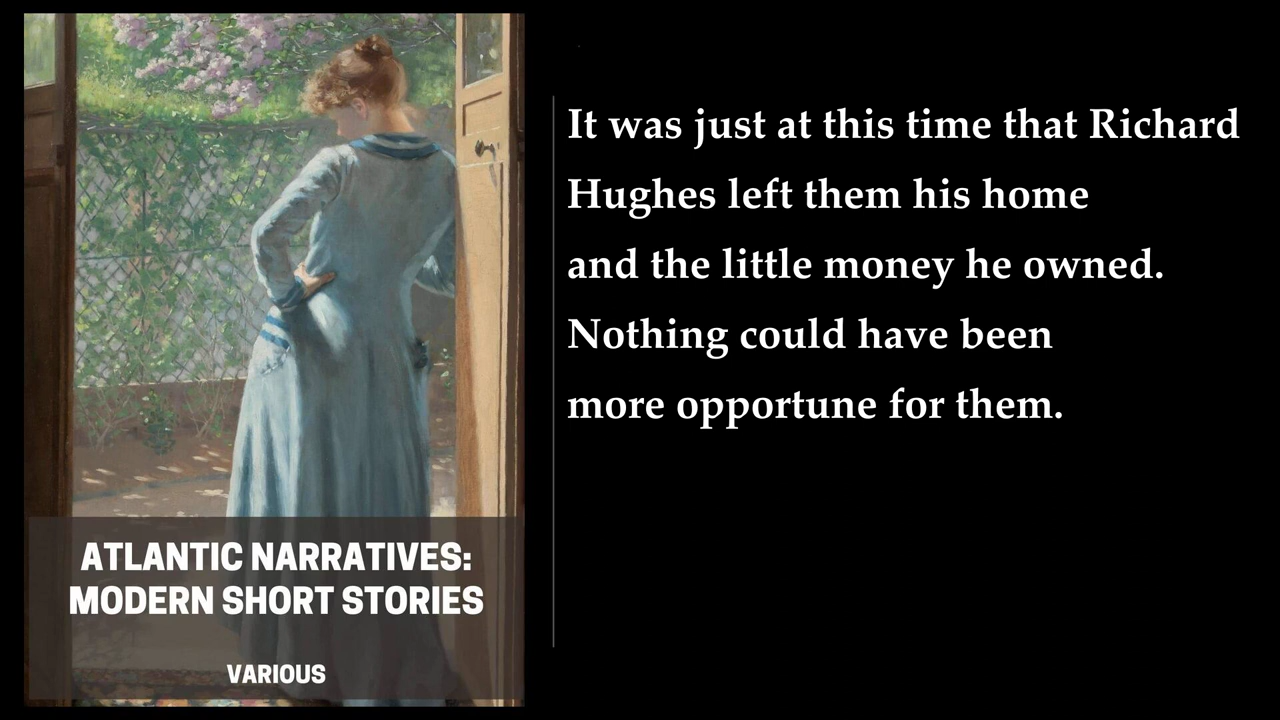 It was just at this time that Richard
Hughes left them his home
and the little money he owned.
Nothing could have been
more opportune for them.
ATLANTIC NARRATIVES:
MODERN SHORT STORIES
VARIOUS